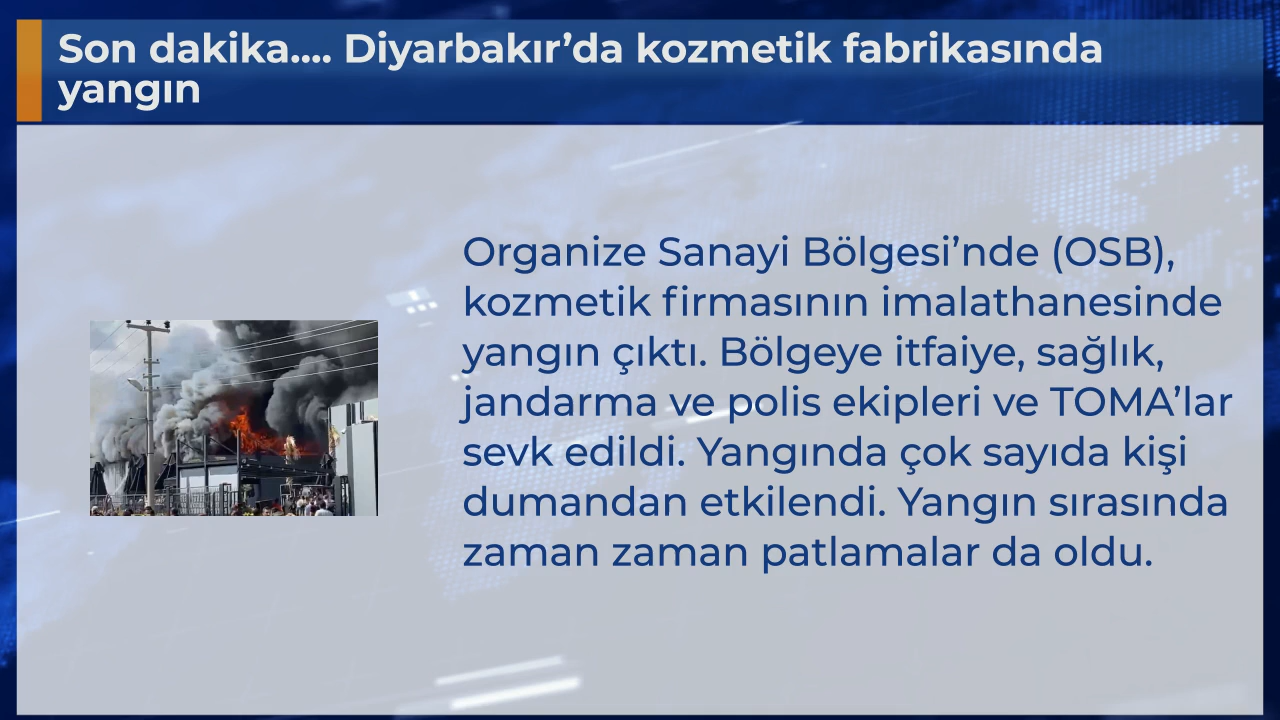 Son dakika.... Diyarbakır’da kozmetik fabrikasında
yangın
Organize Sanayi Bölgesi’nde (OSB),
kozmetik firmasının imalathanesinde
yangın çıktı. Bölgeye itfaiye, sağlık,
jandarma ve polis ekipleri ve TOMA’lar
sevk edildi. Yangında çok sayıda kişi
dumandan etkilendi. Yangın sırasında
zaman zaman patlamalar da oldu.